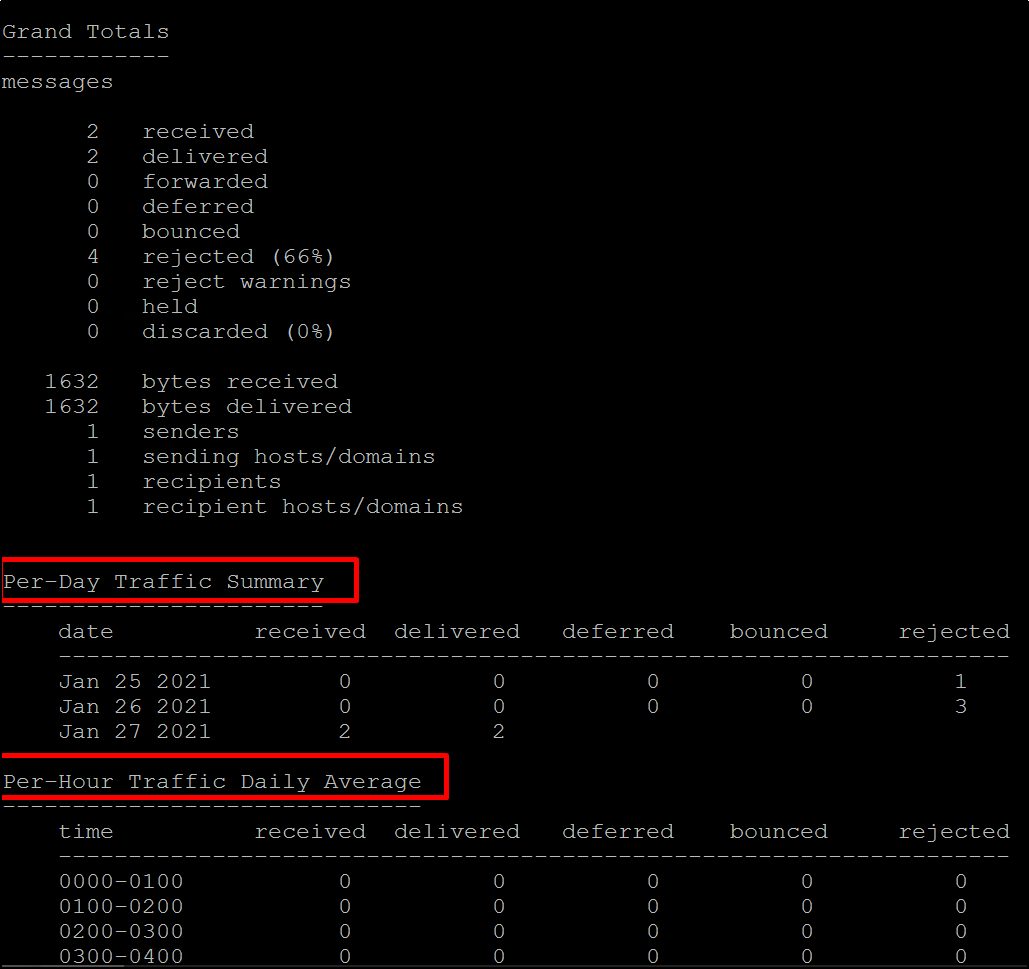 Grand Totals
------------
messages
2 received
2 delivered
0 forwarded
0 deferred
0 bounced
4 rejected (66%)
0 reject warnings
0 held
0 discarded (0%)
1632 bytes received
1632 bytes delivered
1 senders
1 sending hosts/domains
1 recipients
1 recipient hosts/domains
Per-Day Traffic Summary
-----------------------
date received delivered deferred bounced rejected
--------------------------------------------------------------------
Jan 25 2021 0 0 0 0 1
Jan 26 2021 0 0 0 0 3
Jan 27 2021 2 2
Per-Hour Traffic Daily Average
------------------------------
time received delivered deferred bounced rejected
--------------------------------------------------------------------
0000-0100 0 0 0 0 0
0100-0200 0 0 0 0 0
0200-0300 0 0 0 0 0
0300-0400 0 0 0 0 0